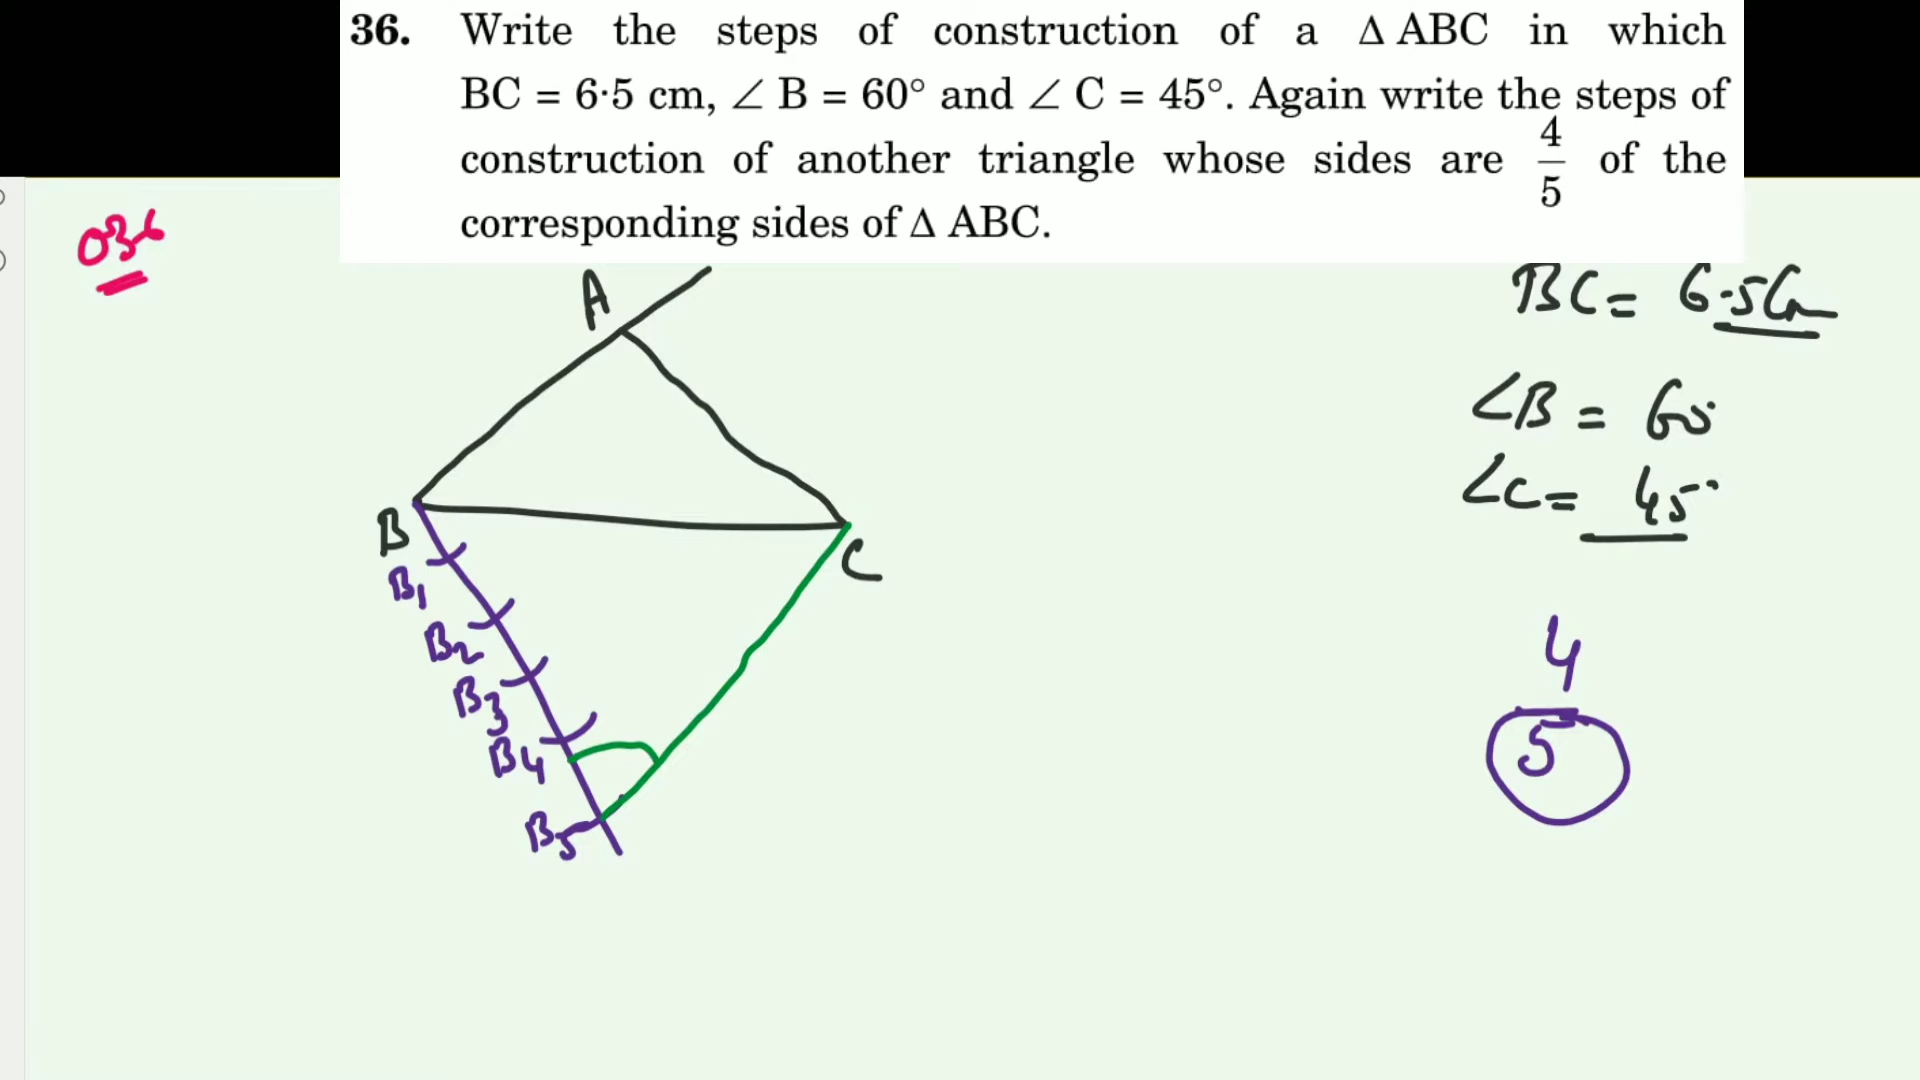 36. Write the steps of construction of a Δ ABC in which
BC = 6·5 cm, ∠ B = 60° and ∠ C = 45°. Again write the steps of
construction of another triangle whose sides are 4/5 of the
corresponding sides of Δ ABC.
036
A
BC = 6.5Cm
∠B = 60°
∠C = 45°
B
C
B1
B2
B3
B4
B5
4
5